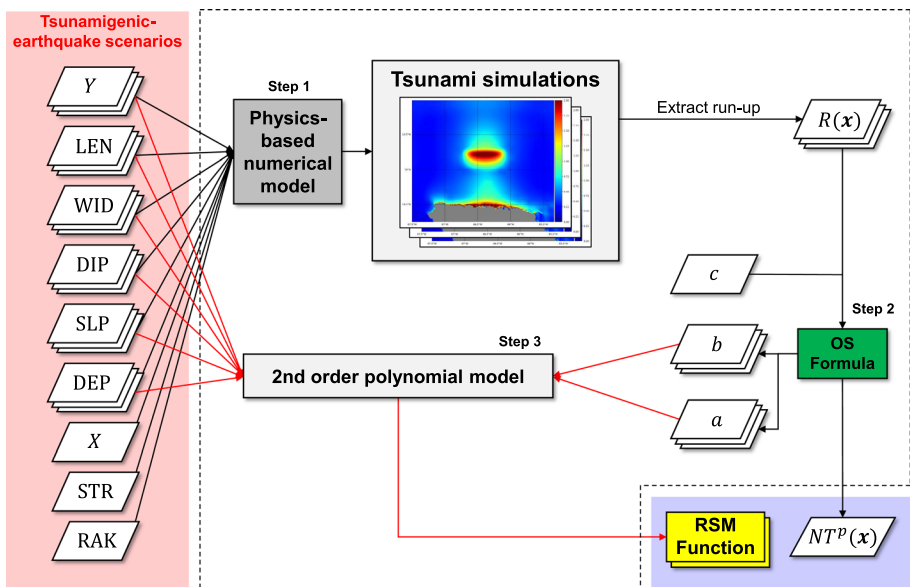 Tsunamigenic-
earthquake scenarios
Y
LEN
WID
DIP
SLP
DEP
X
STR
RAK
Step 1
Physics-
based
numerical
model
Tsunami simulations
Extract run-up
R(x)
c
Step 2
OS
Formula
b
a
Step 3
2nd order polynomial model
RSM
Function
NTᵖ(x)